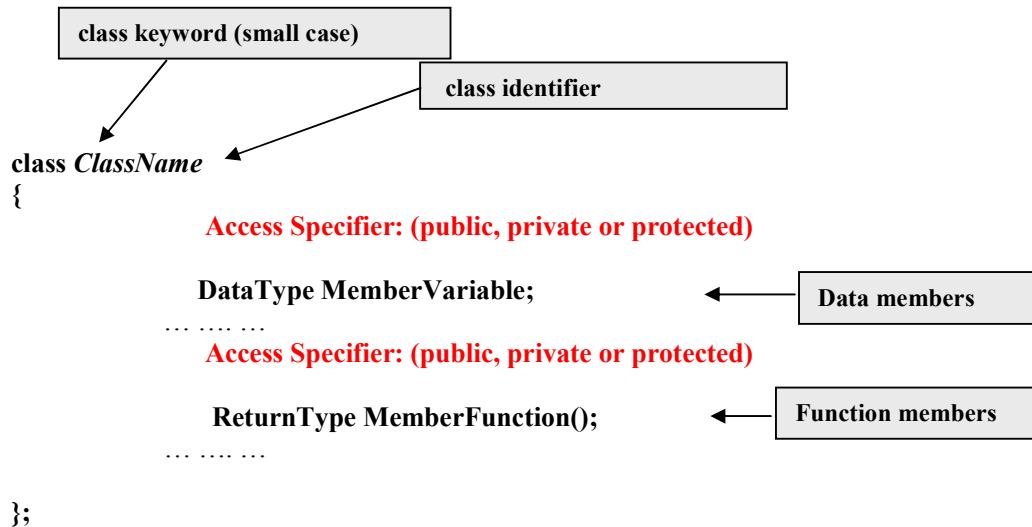 class keyword (small case)
class identifier
class ClassName
{
Access Specifier: (public, private or protected)
DataType MemberVariable;
Data members
… …. …
Access Specifier: (public, private or protected)
ReturnType MemberFunction();
Function members
… …. …
};